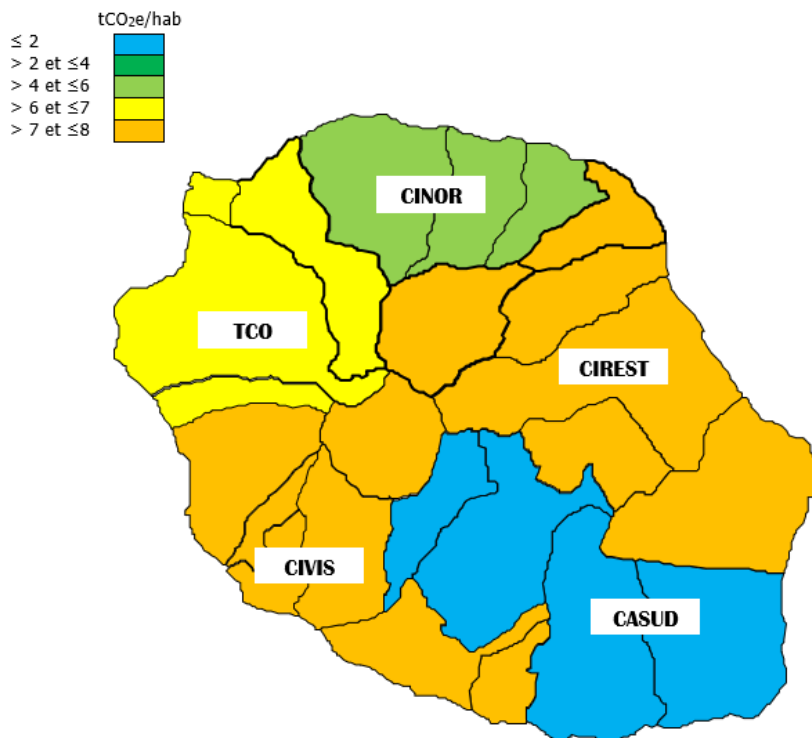 tCO₂e/hab
≤ 2
> 2 et ≤4
> 4 et ≤6
> 6 et ≤7
> 7 et ≤8
CINOR
TCO
CIREST
CIVIS
CASUD